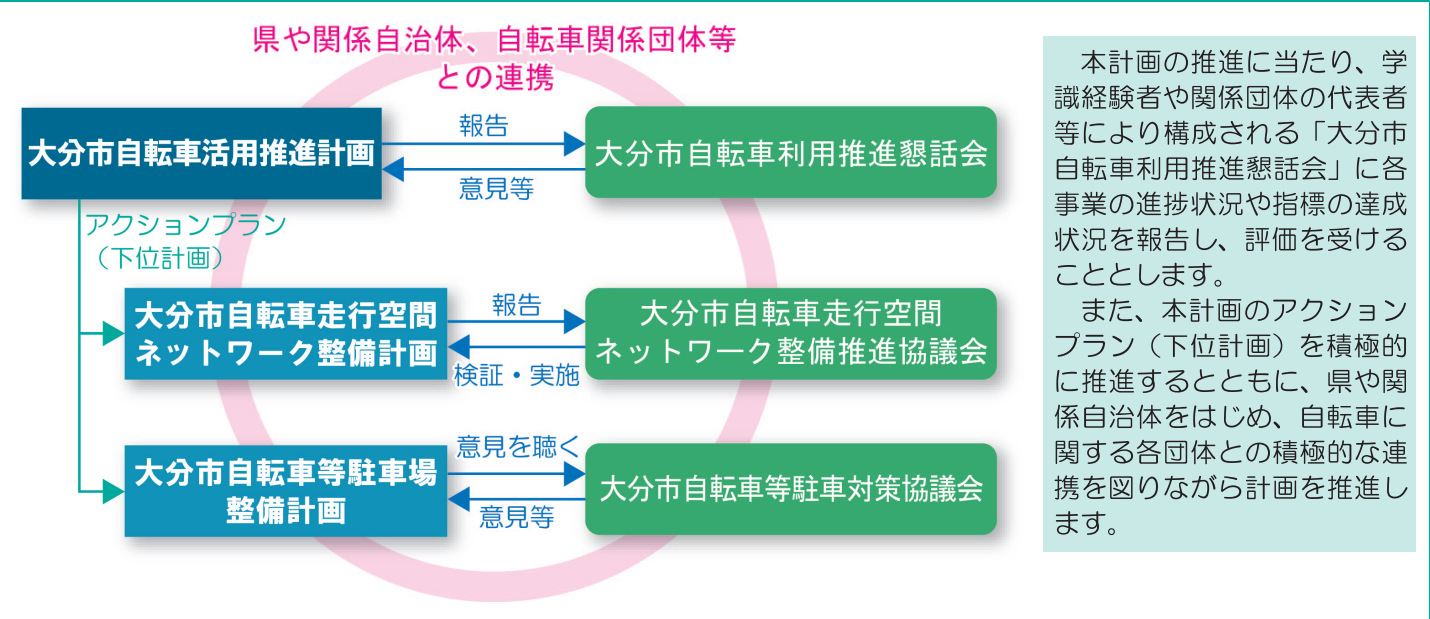 県や関係自治体、自転車関係団体等
との連携
大分市自転車活用推進計画
報告
意見等
大分市自転車利用推進懇話会
アクションプラン
（下位計画）
大分市自転車走行空間
ネットワーク整備計画
報告
検証・実施
大分市自転車走行空間
ネットワーク整備推進協議会
大分市自転車等駐車場
整備計画
意見を聴く
意見等
大分市自転車等駐車対策協議会
本計画の推進に当たり、学
識経験者や関係団体の代表者
等により構成される「大分市
自転車利用推進懇話会」に各
事業の進捗状況や指標の達成
状況を報告し、評価を受ける
こととします。
また、本計画のアクション
プラン（下位計画）を積極的
に推進するとともに、県や関
係自治体をはじめ、自転車に
関する各団体との積極的な連
携を図りながら計画を推進し
ます。